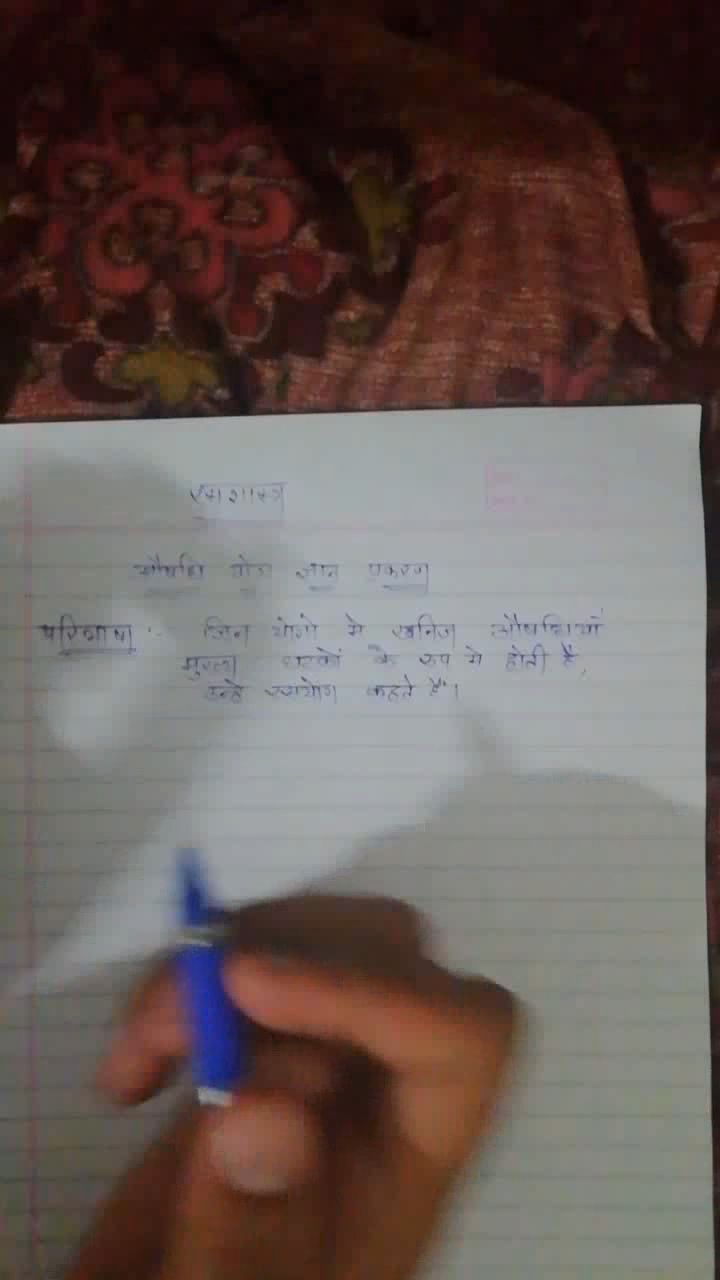 रसशास्त्र
औषधि योग ज्ञान प्रकरण
परिभाषा :- जिन योगो मे खनिज औषधियाँ
मुख्य घटकों के रूप मे होती है,
उन्हे रसयोग कहते हैं।